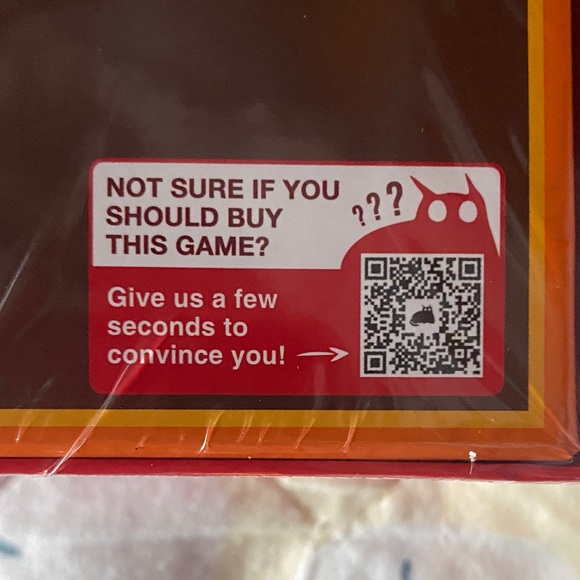 NOT SURE IF YOU
SHOULD BUY
THIS GAME?
???
Give us a few
seconds to
convince you!